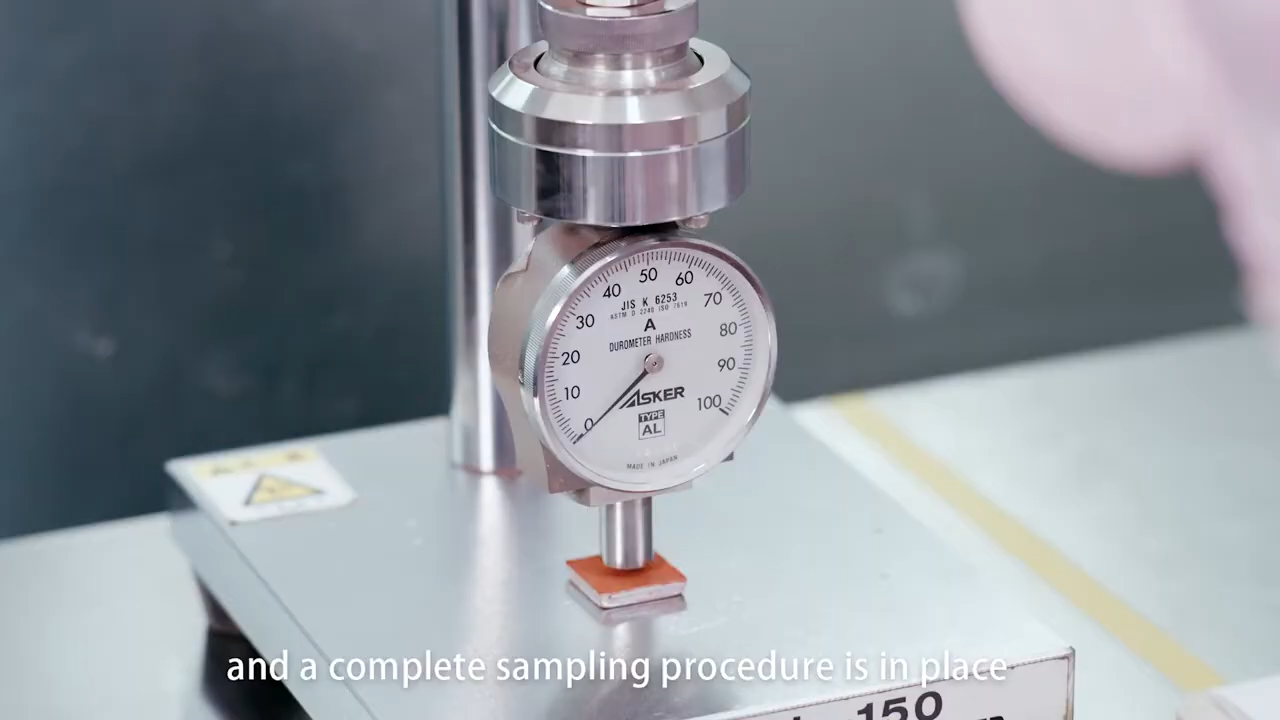 50
40
60
30
70
JIS K 6253
ASTM D 2240 ISO 7619
A
20
80
DUROMETER HARDNESS
10
90
ASKER
0
100
TYPE
AL
MADE IN JAPAN
and a complete sampling procedure is in place
150